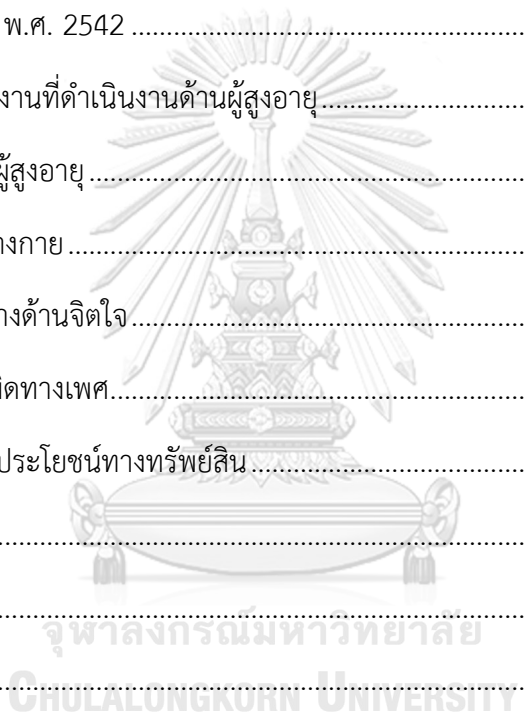 พ.ศ. 2542
งานที่ดำเนินงานด้านผู้สูงอายุ
ผู้สูงอายุ
างกาย
างด้านจิตใจ
มิดทางเพศ
ประโยชน์ทางทรัพย์สิน
จุฬาลงกรณ์มหาวิทยาลัย
CHULALONGKORN UNIVERSITY